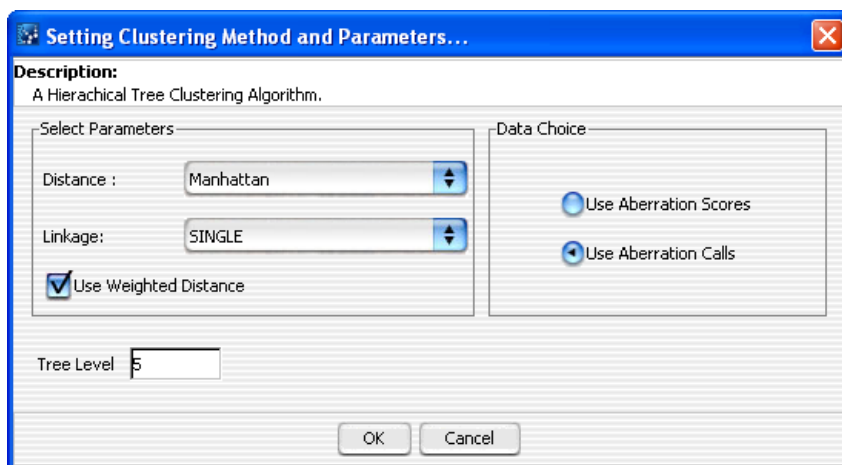 Setting Clustering Method and Parameters...
Description:
A Hierachical Tree Clustering Algorithm.
Select Parameters
Distance :
Manhattan
Linkage:
SINGLE
Use Weighted Distance
Data Choice
Use Aberration Scores
Use Aberration Calls
Tree Level
5
OK
Cancel